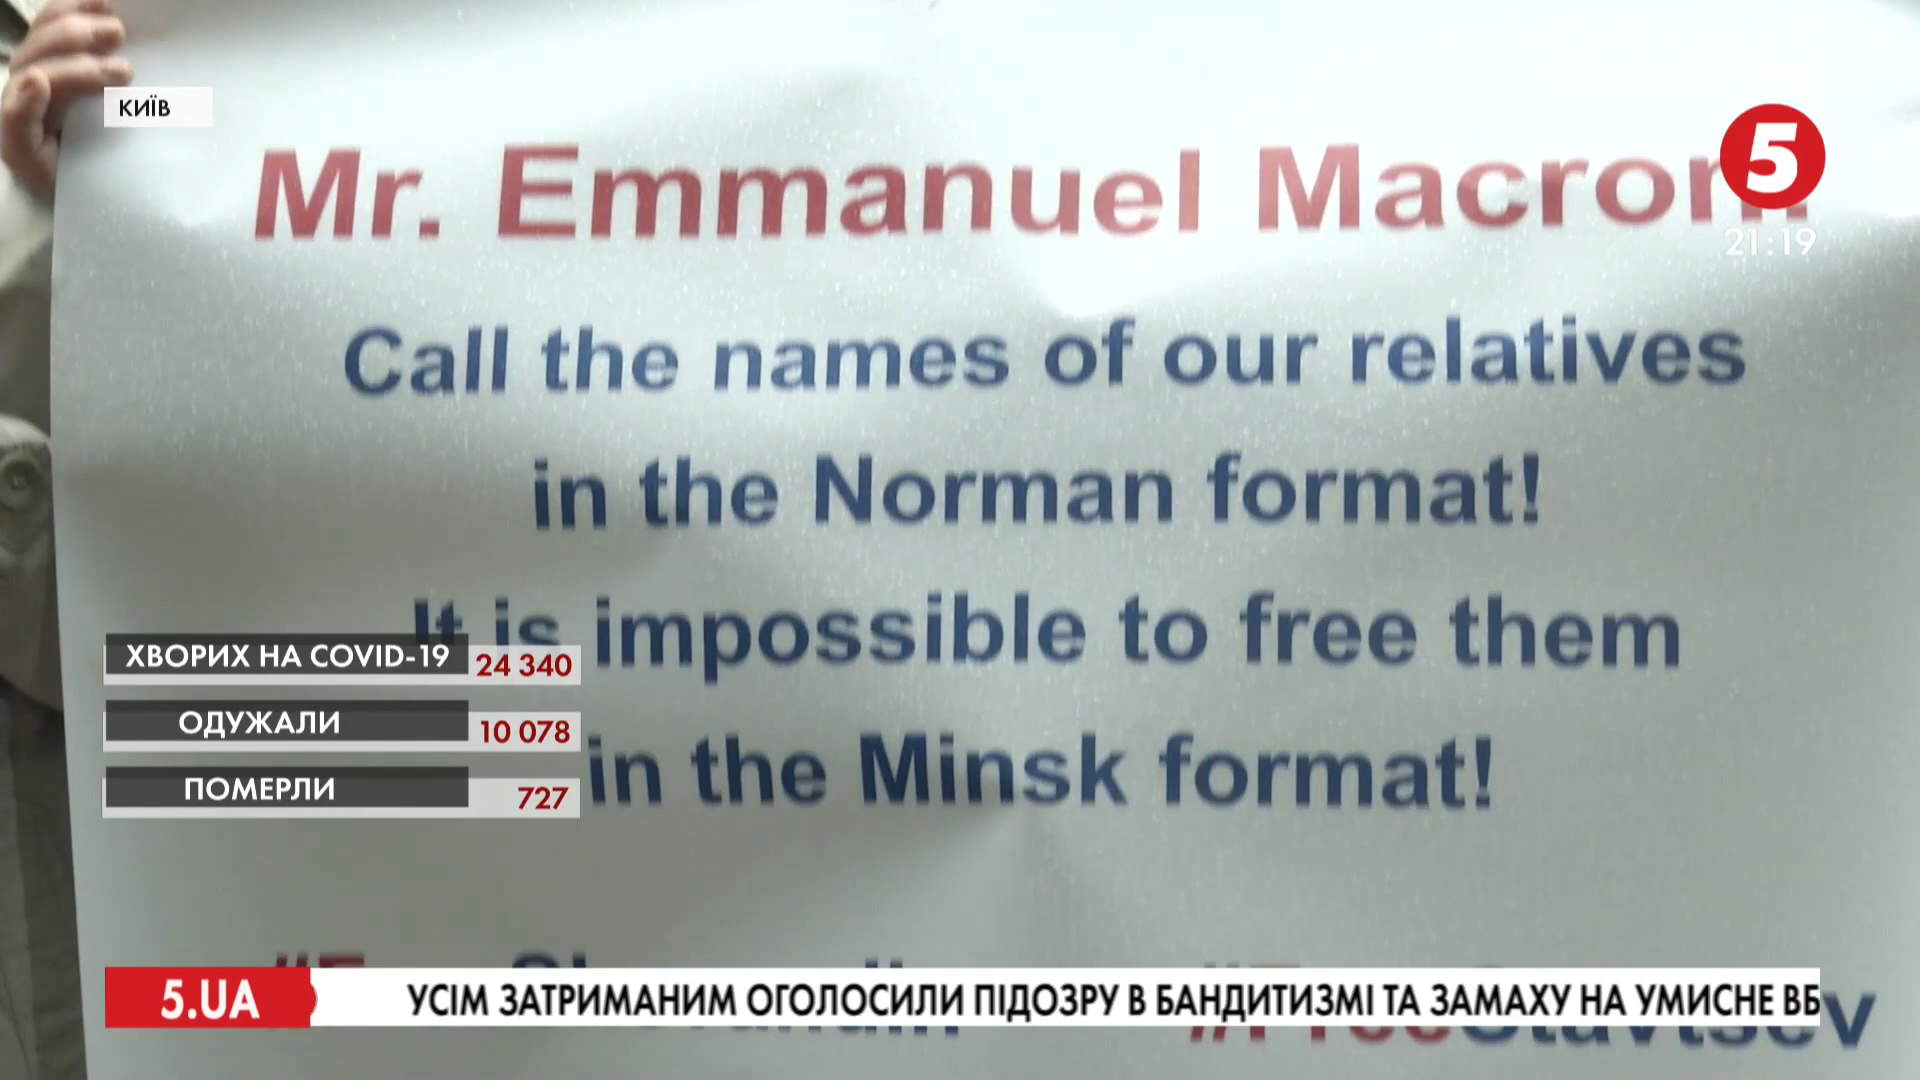 КИЇВ
5
21:19
Mr. Emmanuel Macron!
Call the names of our relatives
in the Norman format!
It is impossible to free them
in the Minsk format!
ХВОРИХ НА COVID-19 24 340
ОДУЖАЛИ 10 078
ПОМЕРЛИ 727
5.UA УСІМ ЗАТРИМАНИМ ОГОЛОСИЛИ ПІДОЗРУ В БАНДИТИЗМІ ТА ЗАМАХУ НА УМИСНЕ ВБ